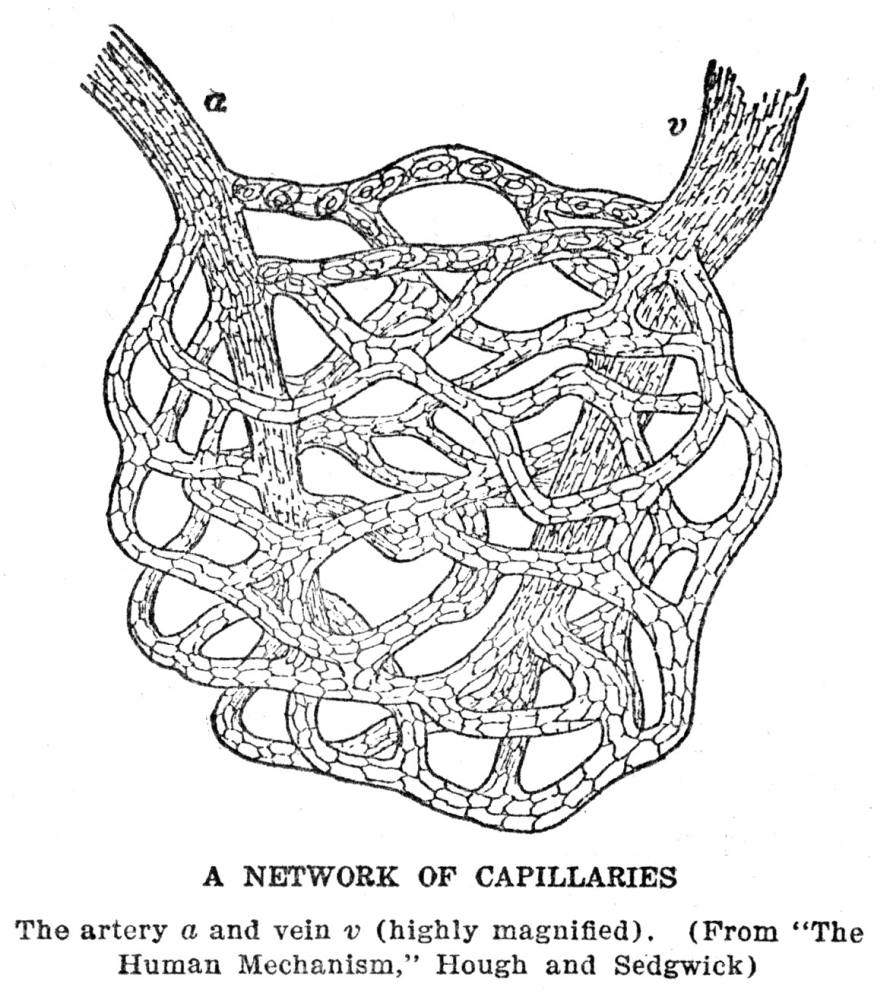 a
v
A NETWORK OF CAPILLARIES
The artery a and vein v (highly magnified). (From “The
Human Mechanism,” Hough and Sedgwick)